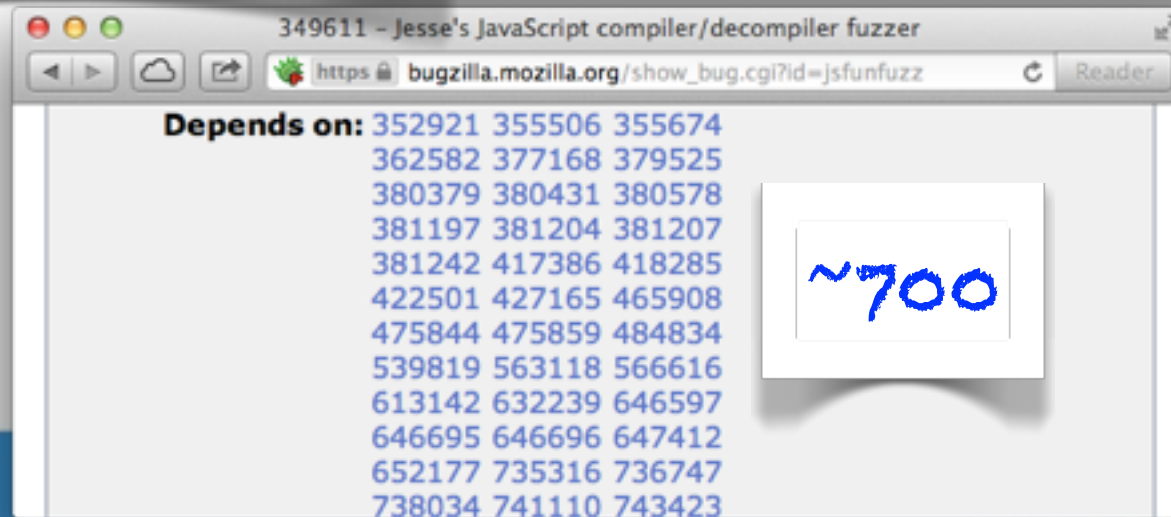 349611 – Jesse's JavaScript compiler/decompiler fuzzer
https bugzilla.mozilla.org/show_bug.cgi?id=jsfunfuzz Reader
Depends on: 352921 355506 355674
362582 377168 379525
380379 380431 380578
381197 381204 381207
381242 417386 418285
422501 427165 465908
475844 475859 484834
539819 563118 566616
613142 632239 646597
646695 646696 647412
652177 735316 736747
738034 741110 743423
~700